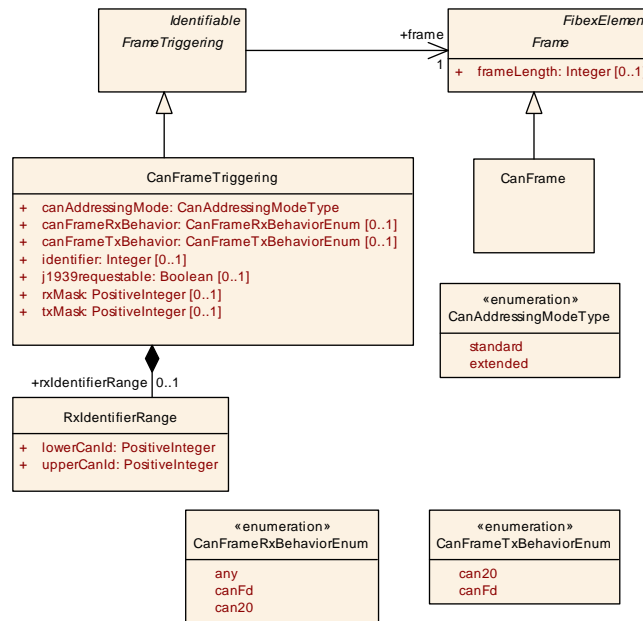 Identifiable
FrameTriggering
+frame
1
FibexElemen
Frame
+ frameLength: Integer [0..1
CanFrameTriggering
+ canAddressingMode: CanAddressingModeType
+ canFrameRxBehavior: CanFrameRxBehaviorEnum [0..1]
+ canFrameTxBehavior: CanFrameTxBehaviorEnum [0..1]
+ identifier: Integer [0..1]
+ j1939requestable: Boolean [0..1]
+ rxMask: PositiveInteger [0..1]
+ txMask: PositiveInteger [0..1]
CanFrame
«enumeration»
CanAddressingModeType
standard
extended
+rxIdentifierRange 0..1
RxIdentifierRange
+ lowerCanId: PositiveInteger
+ upperCanId: PositiveInteger
«enumeration»
CanFrameRxBehaviorEnum
any
canFd
can20
«enumeration»
CanFrameTxBehaviorEnum
can20
canFd